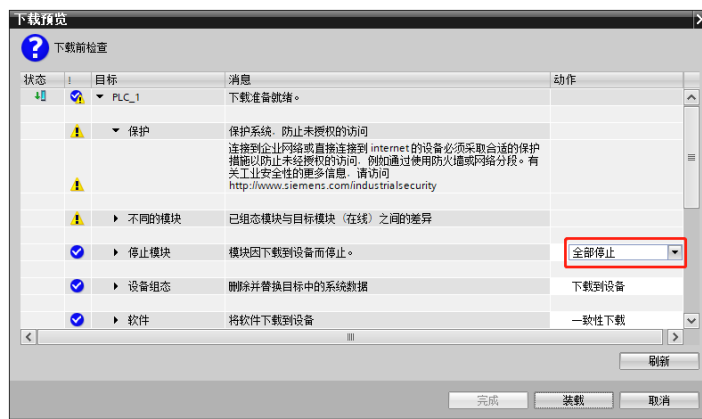 下载预览
下载前检查
状态 ! 目标 消息 动作
PLC_1 下载准备就绪。
保护 保护系统，防止未授权的访问
连接到企业网络或直接连接到 internet 的设备必须采取合适的保护
措施以防止未经授权的访问，例如通过使用防火墙或网络分段。有
关工业安全性的更多信息，请访问
http://www.siemens.com/industrialsecurity
不同的模块 已组态模块与目标模块（在线）之间的差异
停止模块 模块因下载到设备而停止。 全部停止
设备组态 删除并替换目标中的系统数据 下载到设备
软件 将软件下载到设备 一致性下载
刷新
完成 装载 取消